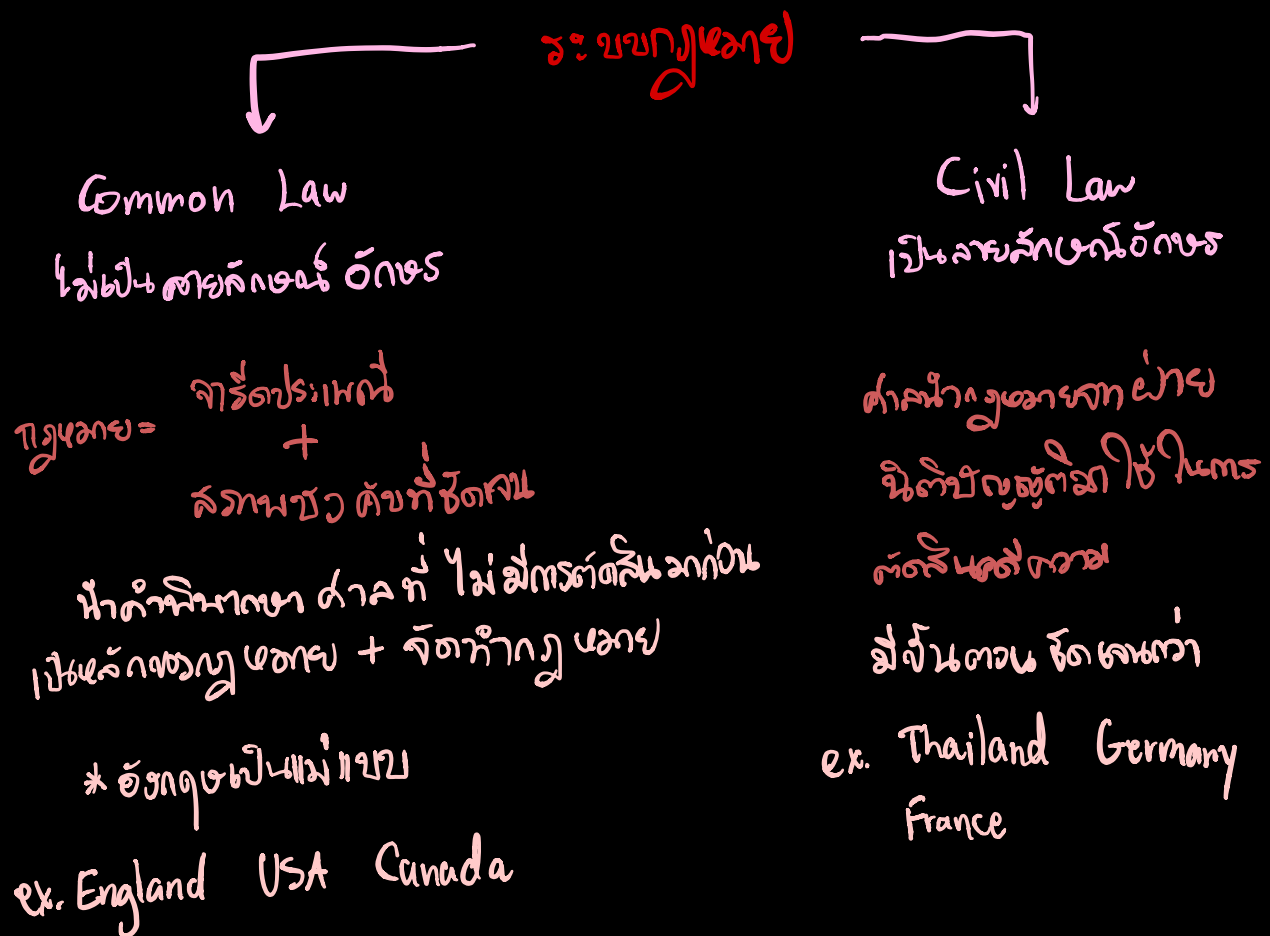 ระบบกฎหมาย
Common Law
ไม่เป็นลายลักษณ์อักษร
จารีตประเพณี
กฎหมาย =
+
สภาพบังคับที่ชัดเจน
นำคำพิพากษาศาลที่ไม่มีการตัดสินมาก่อน
เป็นหลักของกฎหมาย + จัดทำกฎหมาย
* อังกฤษเป็นแม่แบบ
ex. England USA Canada
Civil Law
เป็นลายลักษณ์อักษร
ศาลนำกฎหมายจากฝ่าย
นิติบัญญัติมาใช้ในการ
ตัดสินคดีความ
มีขั้นตอนชัดเจนกว่า
ex. Thailand Germany
France